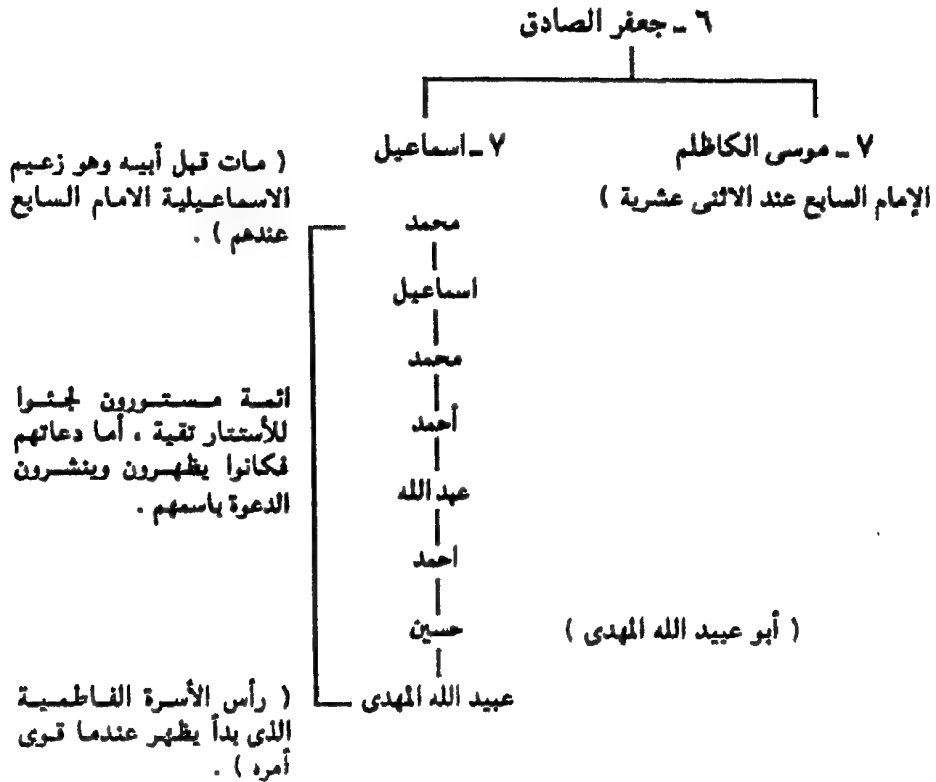 ٦ ـ جعفر الصادق
٧ ـ موسى الكاظلم
الإمام السابع عند الاثنى عشرية )
٧ ـ اسماعيل
( مات قبل أبيه وهو زعيم
الاسماعيلية الامام السابع
عندهم ) .
محمد
اسماعيل
محمد
أحمد
عبد الله
احمد
حسين
( أبو عبيد الله المهدى )
عبيد الله المهدى
ائمة مستورون لجئوا
للأستتار تقية ، أما دعاتهم
فكانوا يظهرون وينشرون
الدعوة باسمهم .
( رأس الأسرة الفاطمية
الذى بدأ يظهر عندما قوى
أمره ) .